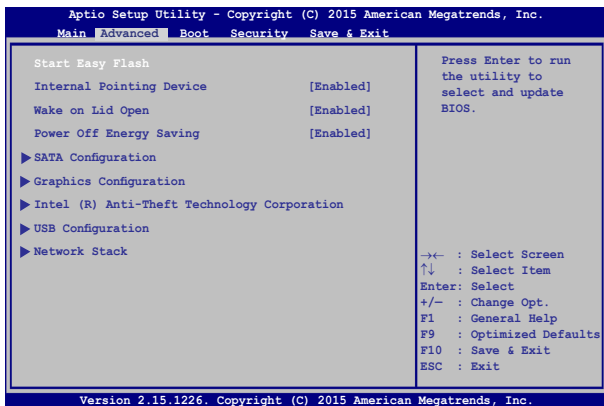 Aptio Setup Utility - Copyright (C) 2015 American Megatrends, Inc.
Main Advanced Boot Security Save & Exit
Start Easy Flash
Internal Pointing Device [Enabled]
Wake on Lid Open [Enabled]
Power Off Energy Saving [Enabled]
SATA Configuration
Graphics Configuration
Intel (R) Anti-Theft Technology Corporation
USB Configuration
Network Stack
Press Enter to run
the utility to
select and update
BIOS.
→← : Select Screen
↑↓ : Select Item
Enter: Select
+/— : Change Opt.
F1 : General Help
F9 : Optimized Defaults
F10 : Save & Exit
ESC : Exit
Version 2.15.1226. Copyright (C) 2015 American Megatrends, Inc.